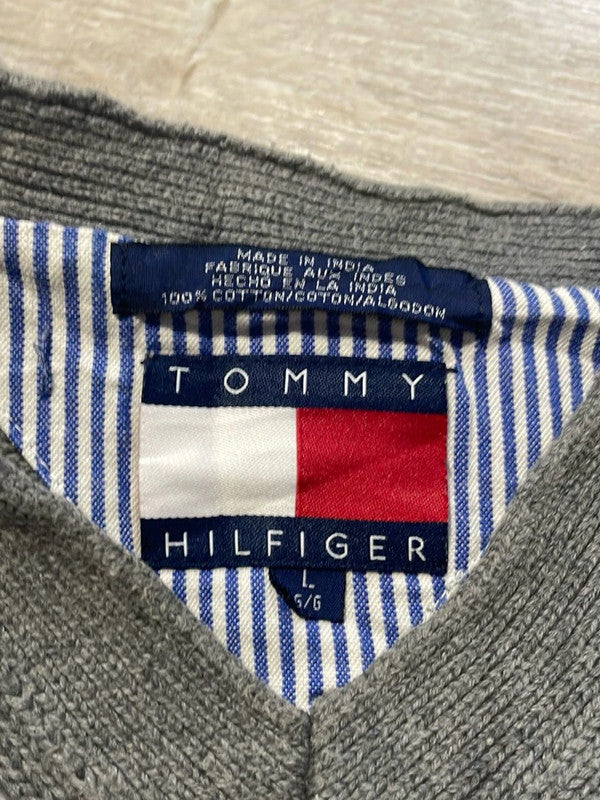 MADE IN INDIA
FABRIQUE AUX INDES
HECHO EN LA INDIA
100% COTTON/COTON/ALGODON
TOMMY
HILFIGER
L
G/G